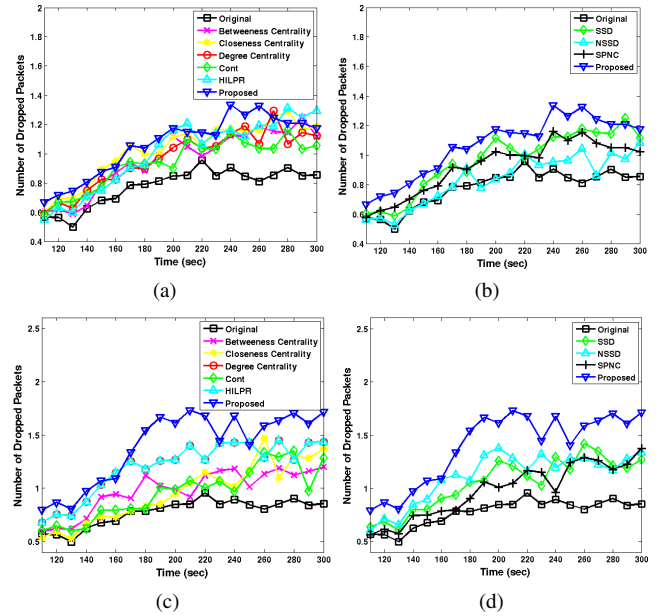 Original
Betweeness Centrality
Closeness Centrality
Degree Centrality
Cont
HILPR
Proposed
Number of Dropped Packets
1.8
1.6
1.4
1.2
1
0.8
0.6
0.4
120 140 160 180 200 220 240 260 280 300
Time (sec)
(a)
Original
SSD
NSSD
SPNC
Proposed
Number of Dropped Packets
1.8
1.6
1.4
1.2
1
0.8
0.6
0.4
120 140 160 180 200 220 240 260 280 300
Time (sec)
(b)
Original
Betweeness Centrality
Closeness Centrality
Degree Centrality
Cont
HILPR
Proposed
Number of Dropped Packets
2.5
2
1.5
1
0.5
120 140 160 180 200 220 240 260 280 300
Time (sec)
(c)
Original
SSD
NSSD
SPNC
Proposed
Number of Dropped Packets
2.5
2
1.5
1
0.5
120 140 160 180 200 220 240 260 280 300
Time (sec)
(d)